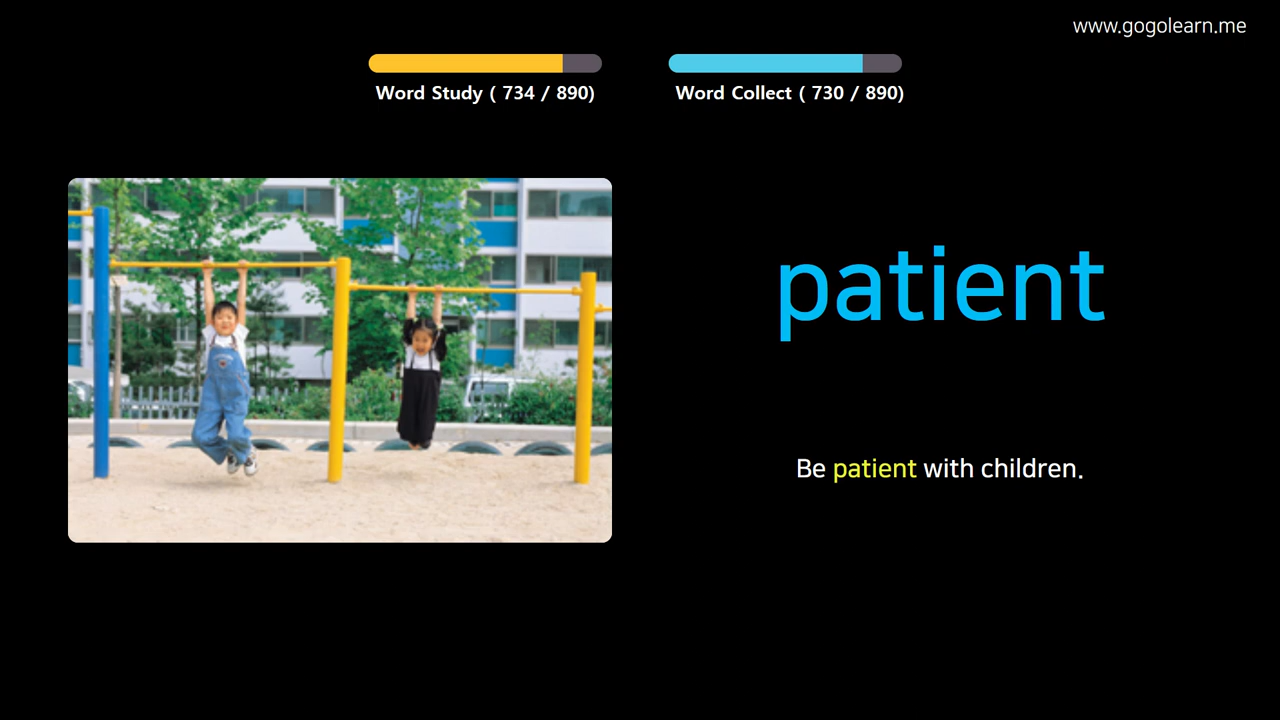 www.gogolearn.me
Word Study ( 734 / 890)
Word Collect ( 730 / 890)
patient
Be patient with children.